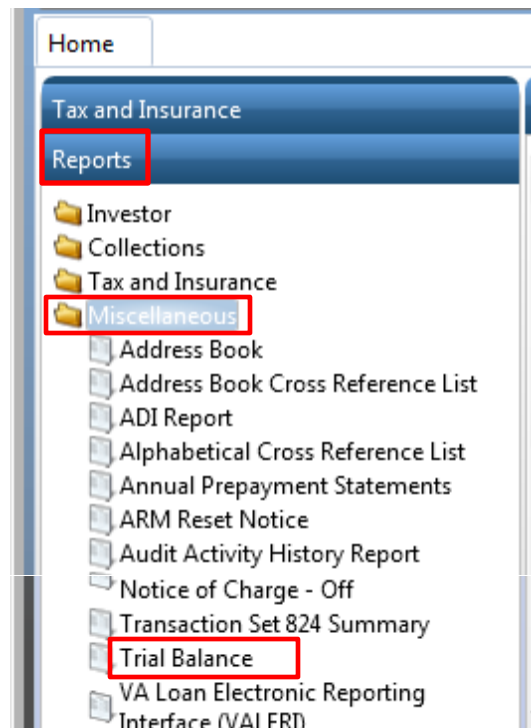 Home
Tax and Insurance
Reports
Investor
Collections
Tax and Insurance
Miscellaneous
Address Book
Address Book Cross Reference List
ADI Report
Alphabetical Cross Reference List
Annual Prepayment Statements
ARM Reset Notice
Audit Activity History Report
Notice of Charge - Off
Transaction Set 824 Summary
Trial Balance
VA Loan Electronic Reporting
Interface (VALERI)